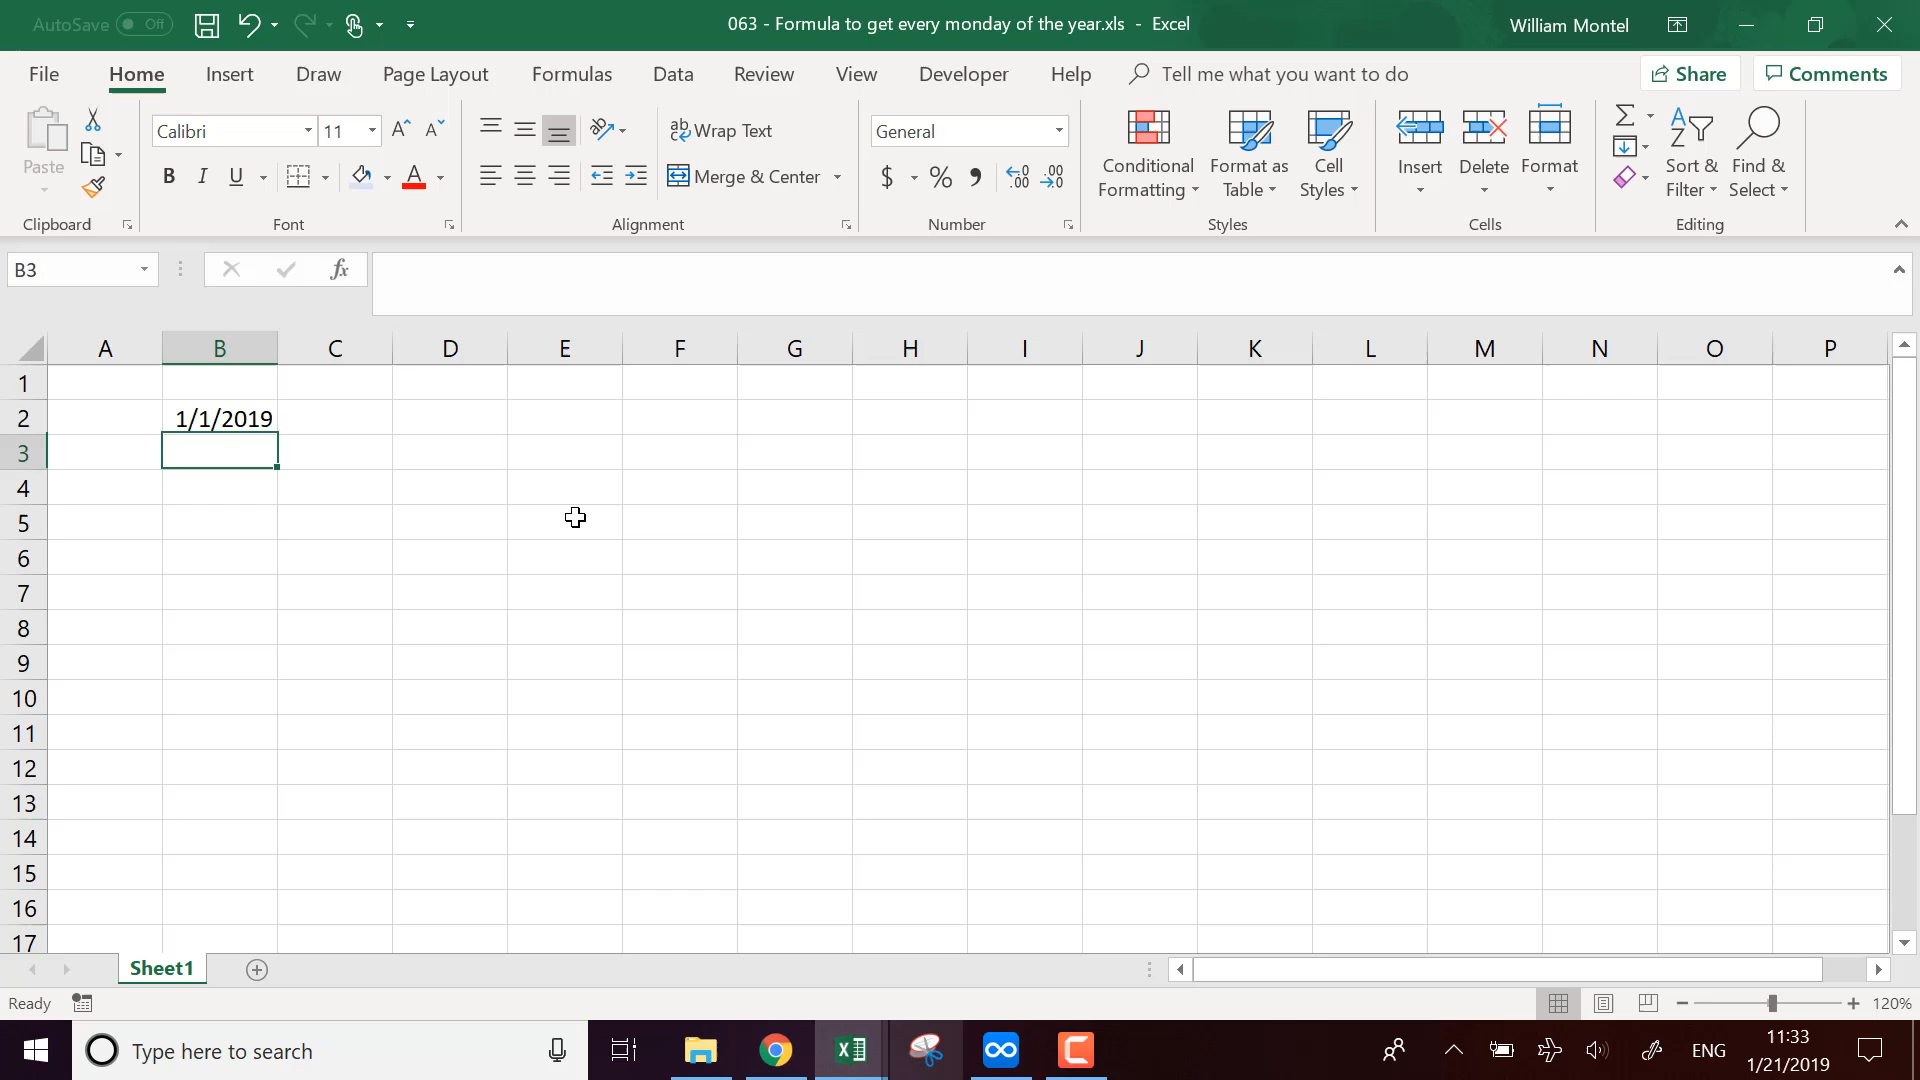 AutoSave Off
063 - Formula to get every monday of the year.xls - Excel
William Montel
File Home Insert Draw Page Layout Formulas Data Review View Developer Help Tell me what you want to do Share Comments
Paste
Clipboard
Calibri 11
B I U A
Font
ab Wrap Text
Merge & Center
Alignment
General
$ % 9 .00 .00
Number
Conditional Formatting
Format as Table
Cell Styles
Styles
Insert Delete Format
Cells
Sort & Filter
Find & Select
Editing
B3 fx
A B C D E F G H I J K L M N O P
1
2 1/1/2019
3
4
5
6
7
8
9
10
11
12
13
14
15
16
17
Sheet1
Ready 120%
Type here to search
ENG
11:33
1/21/2019